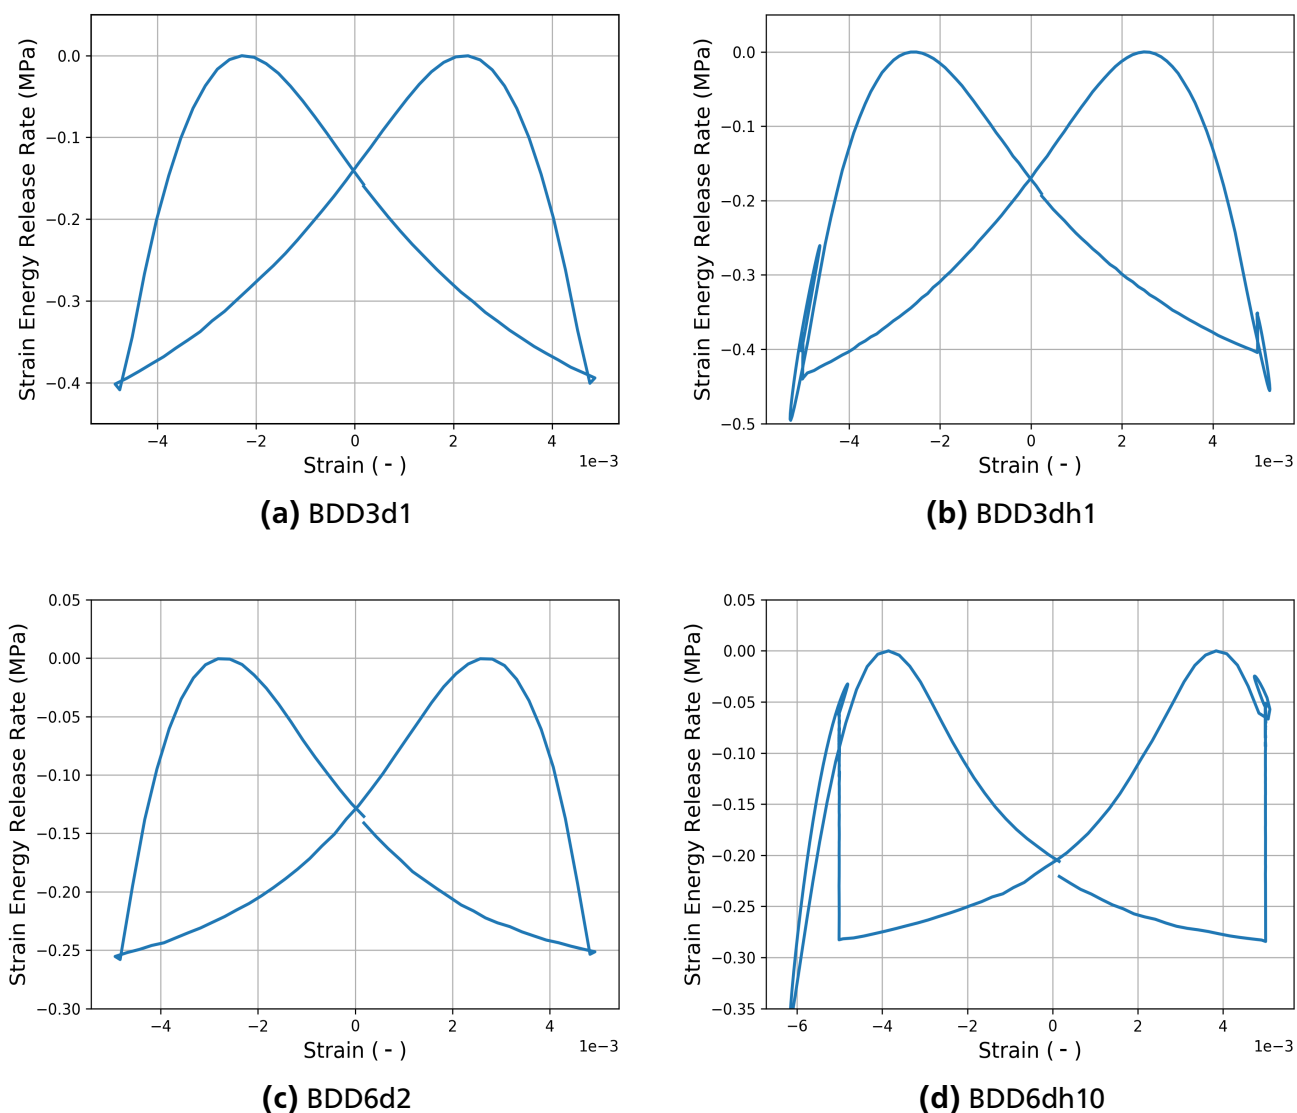 0.0
−0.1
−0.2
−0.3
−0.4
Strain Energy Release Rate (MPa)
−4 −2 0 2 4
1e−3
Strain ( - )
(a) BDD3d1
0.0
−0.1
−0.2
−0.3
−0.4
−0.5
Strain Energy Release Rate (MPa)
−4 −2 0 2 4
1e−3
Strain ( - )
(b) BDD3dh1
0.05
0.00
−0.05
−0.10
−0.15
−0.20
−0.25
−0.30
Strain Energy Release Rate (MPa)
−4 −2 0 2 4
1e−3
Strain ( - )
(c) BDD6d2
0.05
0.00
−0.05
−0.10
−0.15
−0.20
−0.25
−0.30
−0.35
Strain Energy Release Rate (MPa)
−6 −4 −2 0 2 4
1e−3
Strain ( - )
(d) BDD6dh10